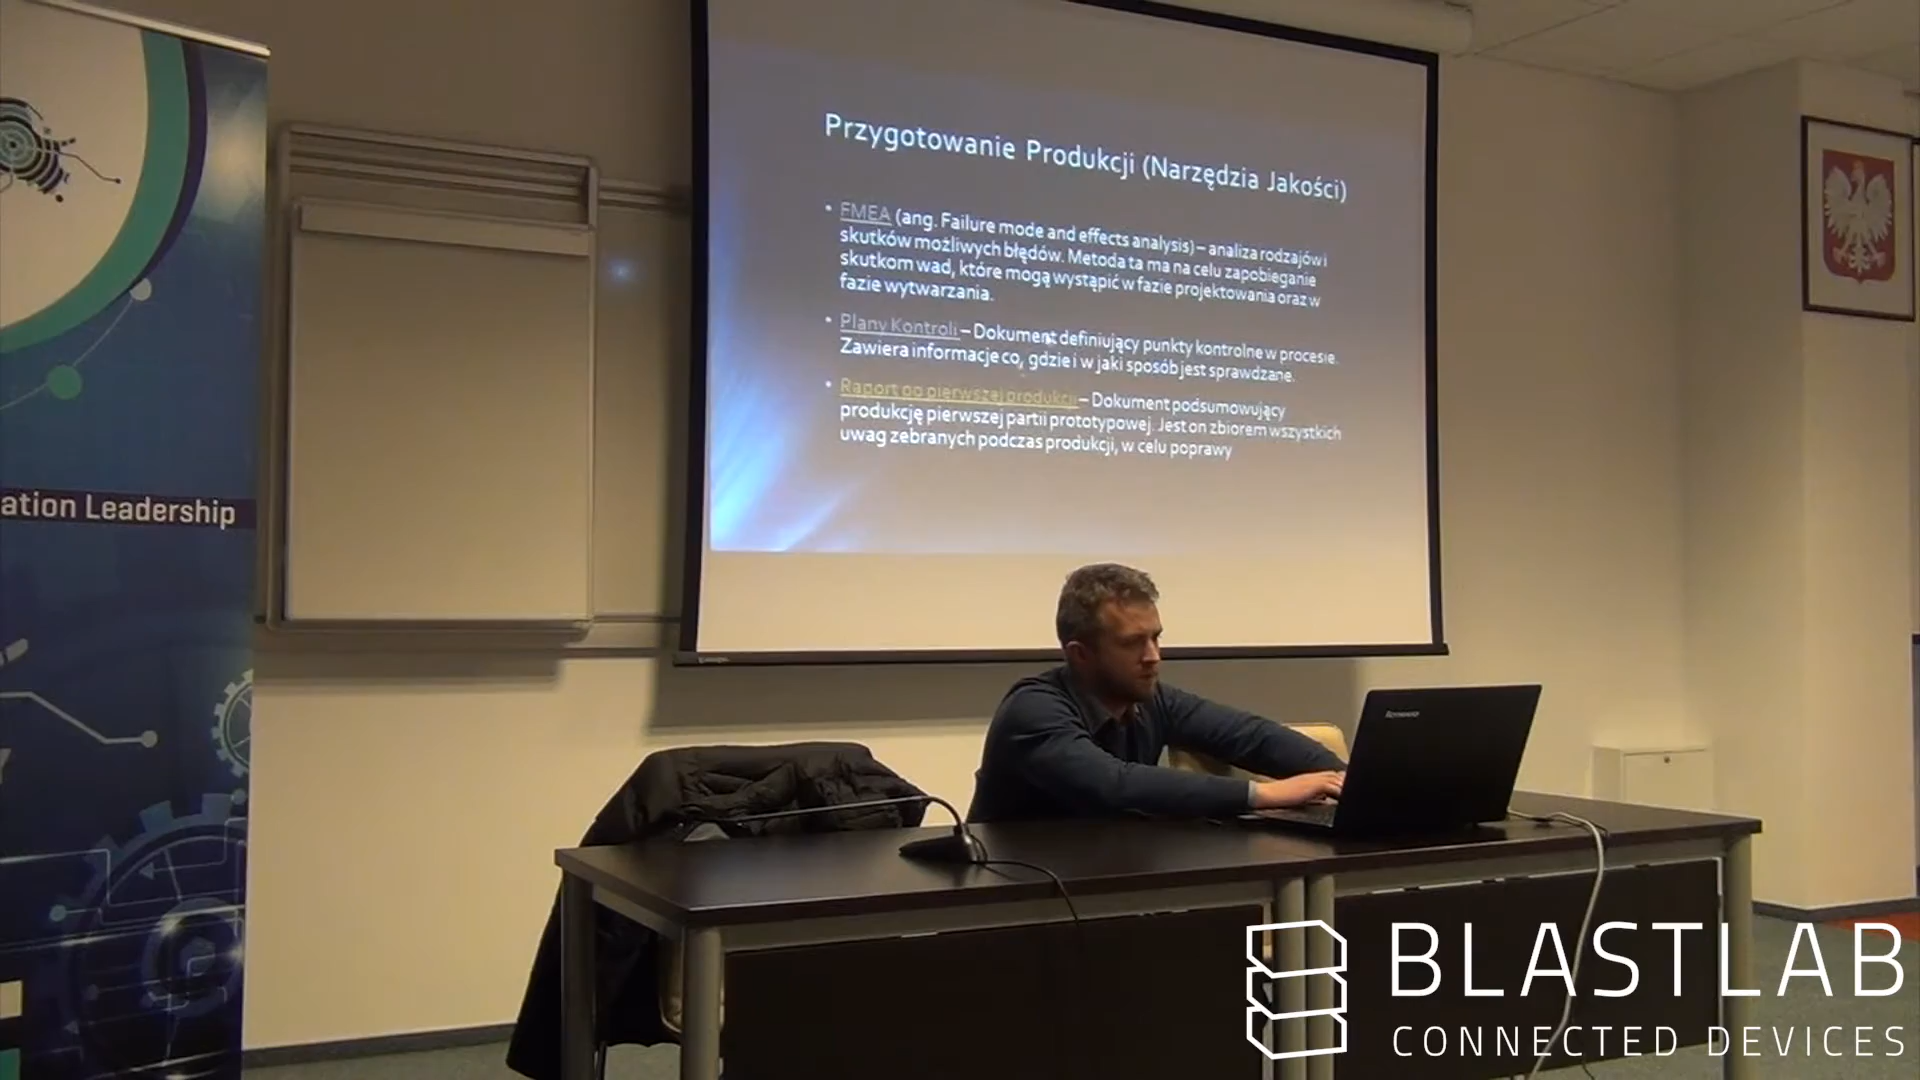 Przygotowanie Produkcji (Narzędzia Jakości)
• FMEA (ang. Failure mode and effects analysis) – analiza rodzajów i
skutków możliwych błędów. Metoda ta ma na celu zapobieganie
skutkom wad, które mogą wystąpić w fazie projektowania oraz w
fazie wytwarzania.
• Plany Kontroli – Dokument definiujący punkty kontrolne w procesie.
Zawiera informacje co, gdzie i w jaki sposób jest sprawdzane.
• Raport po pierwszej produkcji – Dokument podsumowujący
produkcję pierwszej partii prototypowej. Jest on zbiorem wszystkich
uwag zebranych podczas produkcji, w celu poprawy
ation Leadership
lenovo
BLASTLAB
CONNECTED DEVICES